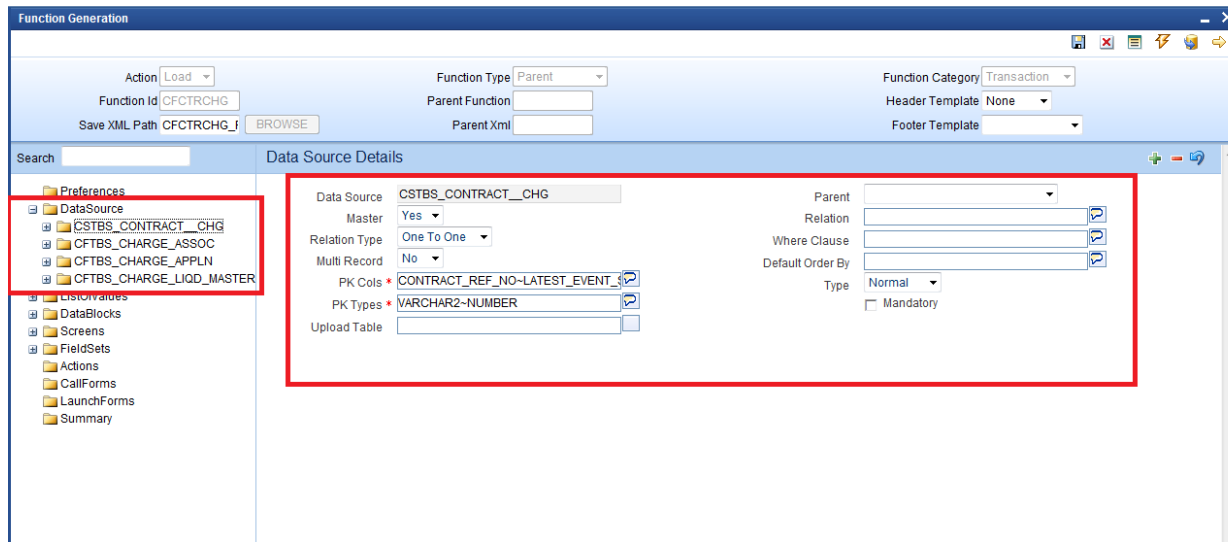 Function Generation
Action Load Function Type Parent Function Category Transaction
Function Id CFCTRCHG Parent Function Header Template None
Save XML Path CFCTRCHG_ BROWSE Parent Xml Footer Template
Search Data Source Details
Preferences
DataSource
CSTBS_CONTRACT__CHG
CFTBS_CHARGE_ASSOC
CFTBS_CHARGE_APPLN
CFTBS_CHARGE_LIQD_MASTER
ListOfValues
DataBlocks
Screens
FieldSets
Actions
CallForms
LaunchForms
Summary
Data Source CSTBS_CONTRACT__CHG Parent
Master Yes Relation
Relation Type One To One Where Clause
Multi Record No Default Order By
PK Cols * CONTRACT_REF_NO~LATEST_EVENT_ Type Normal
PK Types * VARCHAR2~NUMBER Mandatory
Upload Table